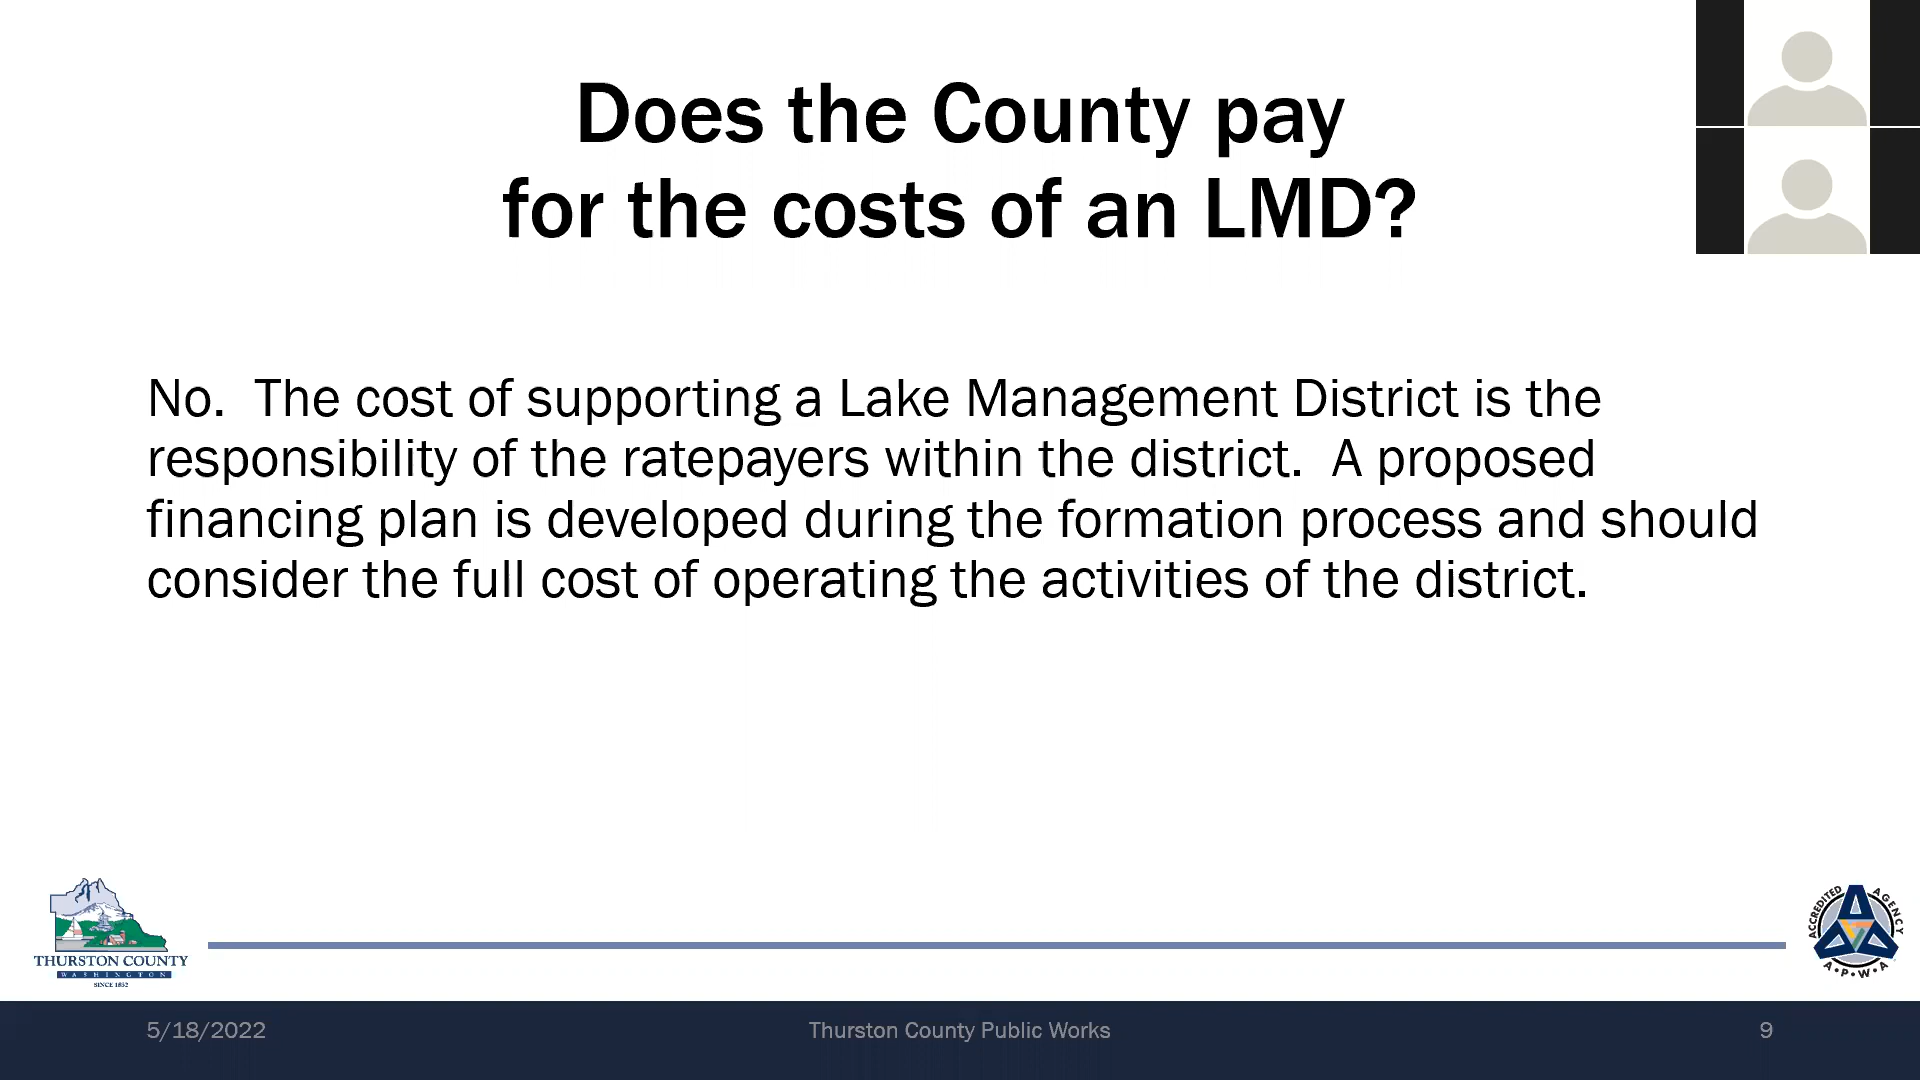 Does the County pay
for the costs of an LMD?
No.  The cost of supporting a Lake Management District is the
responsibility of the ratepayers within the district.  A proposed
financing plan is developed during the formation process and should
consider the full cost of operating the activities of the district.
THURSTON COUNTY
WASHINGTON
SINCE 1852
ACCREDITED AGENCY
A•P•W•A
5/18/2022
Thurston County Public Works
9